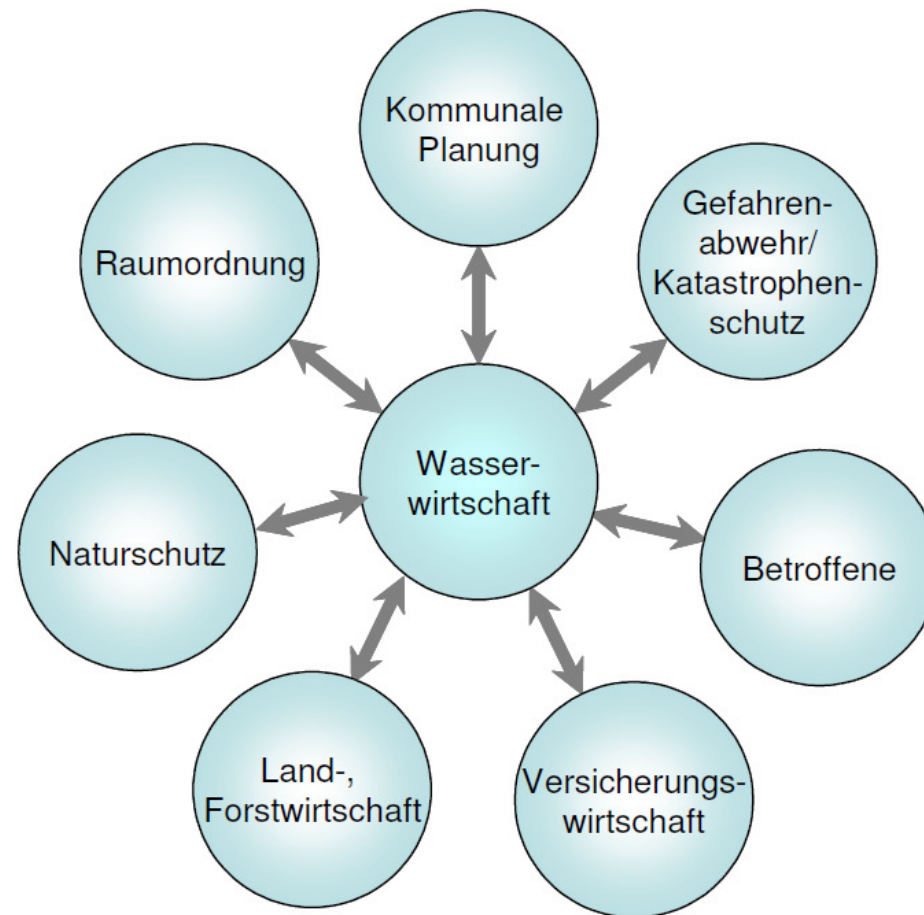 Kommunale
Planung
Gefahren-
abwehr/
Katastrophen-
schutz
Raumordnung
Wasser-
wirtschaft
Naturschutz
Betroffene
Land-,
Forstwirtschaft
Versicherungs-
wirtschaft